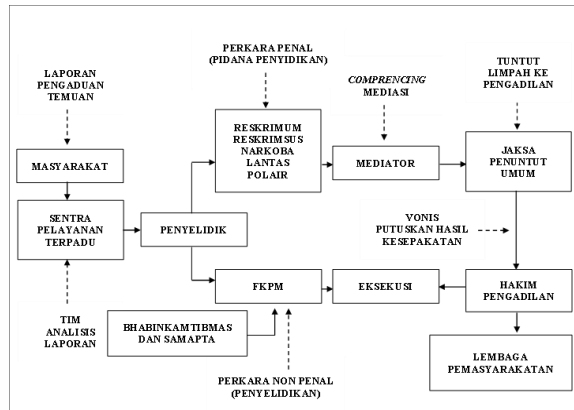 LAPORAN
PENGADUAN
TEMUAN
PERKARA PENAL
(PIDANA PENYIDIKAN)
COMPRENCING
MEDIASI
TUNTUT
LIMPAH KE
PENGADILAN
MASYARAKAT
RESKRIMUM
RESKRIMSUS
NARKOBA
LANTAS
POLAIR
MEDIATOR
JAKSA
PENUNTUT
UMUM
SENTRA
PELAYANAN
TERPADU
PENYELIDIK
VONIS
PUTUSKAN HASIL
KESEPAKATAN
FKPM
EKSEKUSI
HAKIM
PENGADILAN
TIM
ANALISIS
LAPORAN
BHABINKAMTIBMAS
DAN SAMAPTA
LEMBAGA
PEMASYARAKATAN
PERKARA NON PENAL
(PENYELIDIKAN)